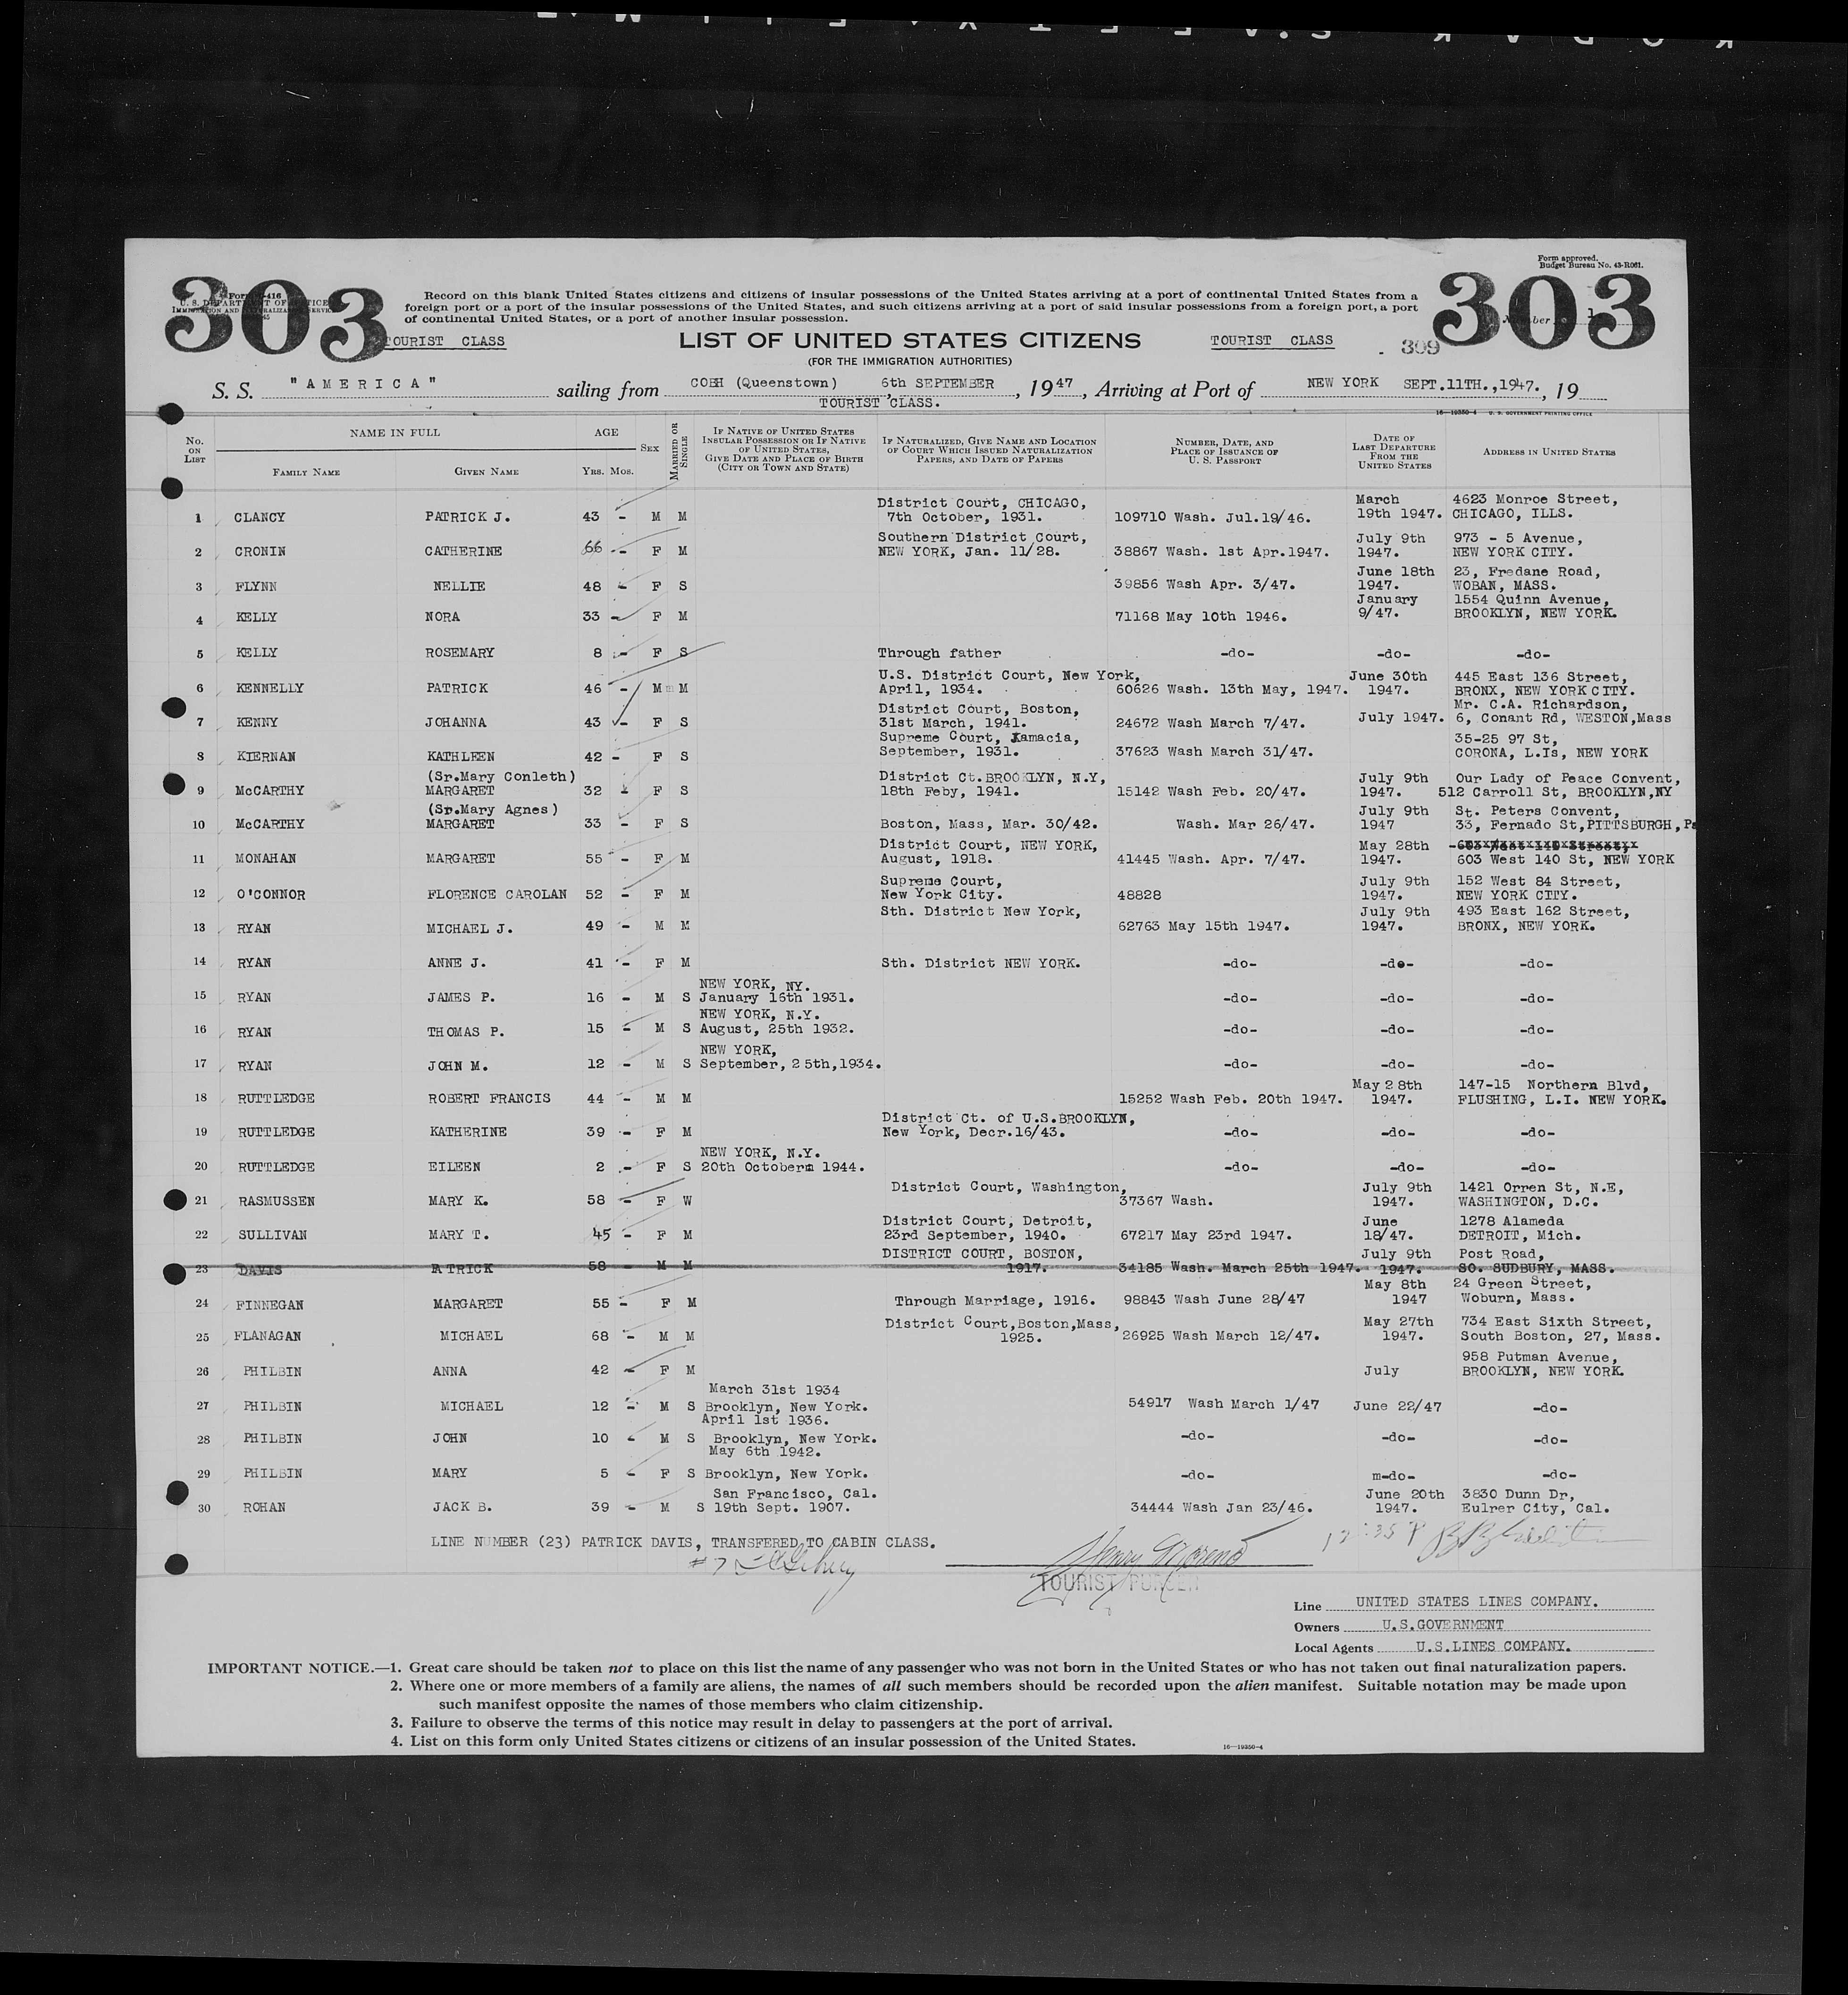 KODAK SAFETY FILM
303
303
Form approved.
Budget Bureau No. 43-R061.
Record on this blank United States citizens and citizens of insular possessions of the United States arriving at a port of continental United States from a
foreign port or a port of the insular possessions of the United States, and such citizens arriving at a port of said insular possessions from a foreign port, a port
of continental United States, or a port of another insular possession.
Number 1
TOURIST CLASS LIST OF UNITED STATES CITIZENS TOURIST CLASS 309
(FOR THE IMMIGRATION AUTHORITIES)
S. S. "AMERICA" sailing from COBH (Queenstown) 6th SEPTEMBER, 1947, Arriving at Port of NEW YORK SEPT.11TH.,1947., 19
TOURIST CLASS.
16—19350-4 U. S. GOVERNMENT PRINTING OFFICE
No. on List
NAME IN FULL
Family Name Given Name
AGE
Yrs. Mos.
Sex
Married or Single
If Native of United States Insular Possession or If Native of United States, Give Date and Place of Birth (City or Town and State)
If Naturalized, Give Name and Location of Court Which Issued Naturalization Papers, and Date of Papers
Number, Date, and Place of Issuance of U. S. Passport
Date of Last Departure From the United States
Address in United States
District Court, CHICAGO, March 4623 Monroe Street,
1 CLANCY PATRICK J. 43 - M M 7th October, 1931. 109710 Wash. Jul.19/46. 19th 1947. CHICAGO, ILLS.
Southern District Court, July 9th 973 - 5 Avenue,
2 CRONIN CATHERINE 66 - F M NEW YORK, Jan. 11/28. 38867 Wash. 1st Apr.1947. 1947. NEW YORK CITY.
June 18th 23, Fredane Road,
3 FLYNN NELLIE 48 - F S 39856 Wash Apr. 3/47. 1947. WOBAN, MASS.
January 1554 Quinn Avenue,
4 KELLY NORA 33 - F M 71168 May 10th 1946. 9/47. BROOKLYN, NEW YORK.
5 KELLY ROSEMARY 8 - F S Through father -do- -do- -do-
U.S. District Court, New York, June 30th 445 East 136 Street,
6 KENNELLY PATRICK 46 - M M April, 1934. 60626 Wash. 13th May, 1947. 1947. BRONX, NEW YORK CITY.
District Court, Boston, Mr. C.A. Richardson,
7 KENNY JOHANNA 43 - F S 31st March, 1941. 24672 Wash March 7/47. July 1947. 6, Conant Rd, WESTON,Mass
Supreme Court, Jamacia, 35-25 97 St,
8 KIERNAN KATHLEEN 42 - F S September, 1931. 37623 Wash March 31/47. CORONA, L.Is, NEW YORK
(Sr.Mary Conleth) District Ct.BROOKLYN, N.Y, July 9th Our Lady of Peace Convent,
9 McCARTHY MARGARET 32 - F S 18th Feby, 1941. 15142 Wash Feb. 20/47. 1947. 512 Carroll St, BROOKLYN,NY
(Sr.Mary Agnes) July 9th St. Peters Convent,
10 McCARTHY MARGARET 33 - F S Boston, Mass, Mar. 30/42. Wash. Mar 26/47. 1947 33, Fernado St,PITTSBURGH,Pa
District Court, NEW YORK, May 28th
11 MONAHAN MARGARET 55 - F M August, 1918. 41445 Wash. Apr. 7/47. 1947. 603 West 140 St, NEW YORK
Supreme Court, July 9th 152 West 84 Street,
12 O'CONNOR FLORENCE CAROLAN 52 - F M New York City. 48828 1947. NEW YORK CITY.
Sth. District New York, July 9th 493 East 162 Street,
13 RYAN MICHAEL J. 49 - M M 62763 May 15th 1947. 1947. BRONX, NEW YORK.
14 RYAN ANNE J. 41 - F M Sth. District NEW YORK. -do- -do- -do-
NEW YORK, NY.
15 RYAN JAMES P. 16 - M S January 16th 1931. -do- -do- -do-
NEW YORK, N.Y.
16 RYAN THOMAS P. 15 - M S August, 25th 1932. -do- -do- -do-
NEW YORK,
17 RYAN JOHN M. 12 - M S September, 25th,1934. -do- -do- -do-
May 28th 147-15 Northern Blvd,
18 RUTTLEDGE ROBERT FRANCIS 44 - M M 15252 Wash Feb. 20th 1947. 1947. FLUSHING, L.I. NEW YORK.
District Ct. of U.S.BROOKLYN,
19 RUTTLEDGE KATHERINE 39 - F M New York, Decr.16/43. -do- -do- -do-
NEW YORK, N.Y.
20 RUTTLEDGE EILEEN 2 - F S 20th Octoberm 1944. -do- -do- -do-
District Court, Washington, July 9th 1421 Orren St, N.E,
21 RASMUSSEN MARY K. 58 - F W 37367 Wash. 1947. WASHINGTON, D.C.
District Court, Detroit, June 1278 Alameda
22 SULLIVAN MARY T. 45 - F M 23rd September, 1940. 67217 May 23rd 1947. 18/47. DETROIT, Mich.
DISTRICT COURT, BOSTON, July 9th Post Road,
23 DAVIS PATRICK 58 - M M 1917. 34185 Wash. March 25th 1947. 1947. SO. SUDBURY, MASS.
May 8th 24 Green Street,
24 FINNEGAN MARGARET 55 - F M Through Marriage, 1916. 98843 Wash June 28/47 1947 Woburn, Mass.
District Court,Boston,Mass, May 27th 734 East Sixth Street,
25 FLANAGAN MICHAEL 68 - M M 1925. 26925 Wash March 12/47. 1947. South Boston, 27, Mass.
958 Putman Avenue,
26 PHILBIN ANNA 42 - F M July BROOKLYN, NEW YORK.
March 31st 1934
27 PHILBIN MICHAEL 12 - M S Brooklyn, New York. 54917 Wash March 1/47 June 22/47 -do-
April 1st 1936.
28 PHILBIN JOHN 10 - M S Brooklyn, New York. -do- -do- -do-
May 6th 1942.
29 PHILBIN MARY 5 - F S Brooklyn, New York. -do- m-do- -do-
San Francisco, Cal. June 20th 3830 Dunn Dr,
30 ROHAN JACK B. 39 - M S 19th Sept. 1907. 34444 Wash Jan 23/46. 1947. Eulrer City, Cal.
LINE NUMBER (23) PATRICK DAVIS, TRANSFERED TO CABIN CLASS.
Henry Moreno
12:35 P
#7
TOURIST PURSER
Line UNITED STATES LINES COMPANY.
Owners U.S.GOVERNMENT
Local Agents U.S.LINES COMPANY.
IMPORTANT NOTICE.—1. Great care should be taken not to place on this list the name of any passenger who was not born in the United States or who has not taken out final naturalization papers.
2. Where one or more members of a family are aliens, the names of all such members should be recorded upon the alien manifest. Suitable notation may be made upon
such manifest opposite the names of those members who claim citizenship.
3. Failure to observe the terms of this notice may result in delay to passengers at the port of arrival.
4. List on this form only United States citizens or citizens of an insular possession of the United States.
16—19350-4